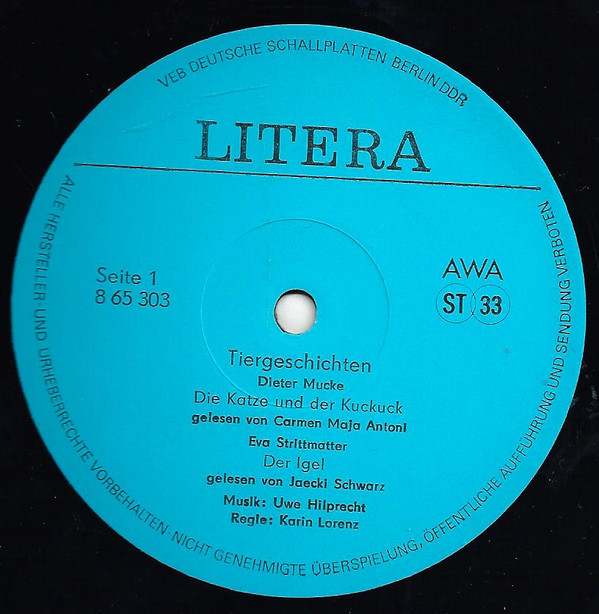 VEB DEUTSCHE SCHALLPLATTEN BERLIN DDR
LITERA
Seite 1
8 65 303
AWA
ST 33
Tiergeschichten
Dieter Mucke
Die Katze und der Kuckuck
gelesen von Carmen Maja Antoni
Eva Strittmatter
Der Igel
gelesen von Jaecki Schwarz
Musik: Uwe Hilprecht
Regie: Karin Lorenz
ALLE HERSTELLER- UND URHEBERRECHTE VORBEHALTEN · NICHT GENEHMIGTE ÜBERSPIELUNG, ÖFFENTLICHE AUFFÜHRUNG UND SENDUNG VERBOTEN